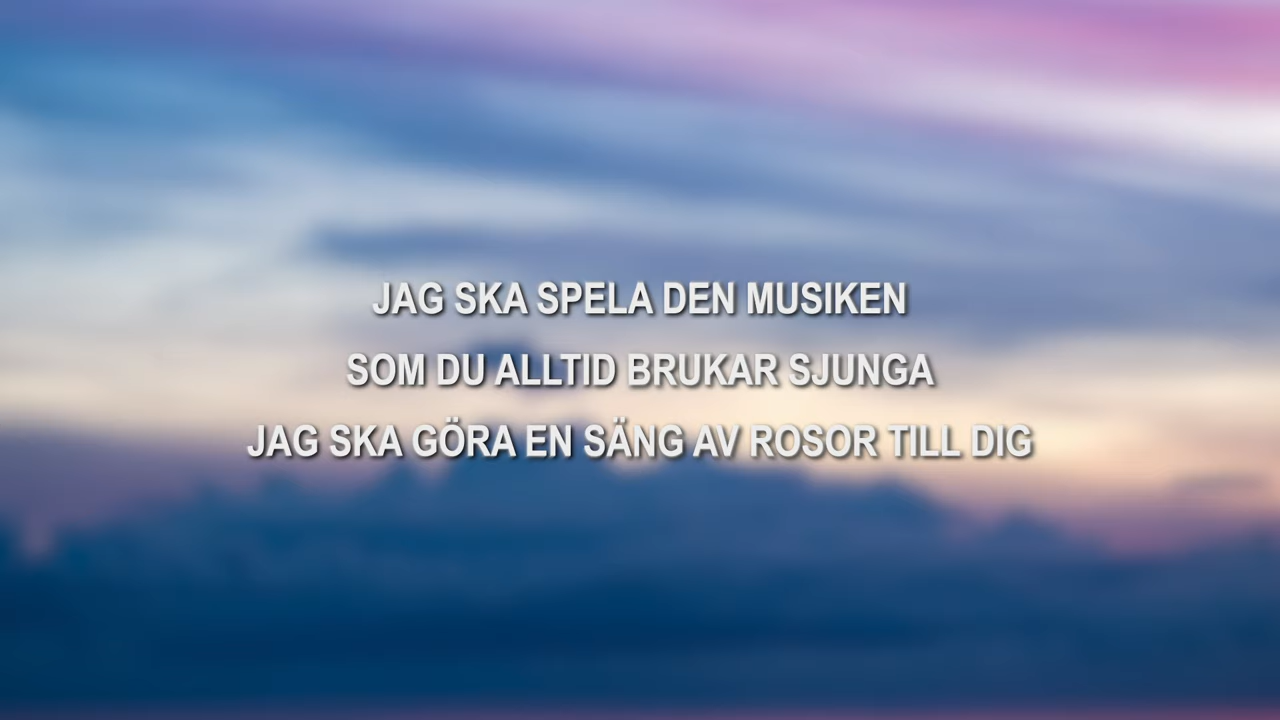 JAG SKA SPELA DEN MUSIKEN
SOM DU ALLTID BRUKAR SJUNGA
JAG SKA GÖRA EN SÄNG AV ROSOR TILL DIG